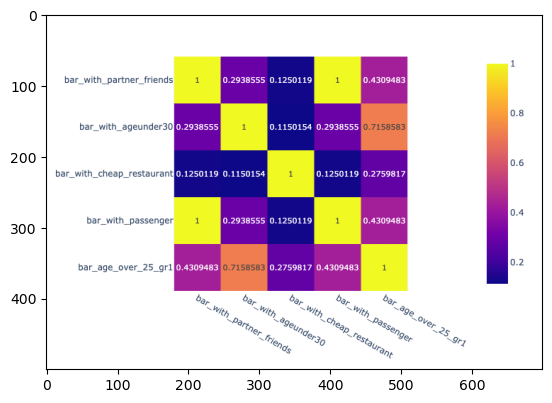 0
100
200
300
400
0 100 200 300 400 500 600
bar_with_partner_friends
bar_with_ageunder30
bar_with_cheap_restaurant
bar_with_passenger
bar_age_over_25_gr1
1 0.2938555 0.1250119 1 0.4309483
0.2938555 1 0.1150154 0.2938555 0.7158583
0.1250119 0.1150154 1 0.1250119 0.2759817
1 0.2938555 0.1250119 1 0.4309483
0.4309483 0.7158583 0.2759817 0.4309483 1
bar_with_partner_friends
bar_with_ageunder30
bar_with_cheap_restaurant
bar_with_passenger
bar_age_over_25_gr1
1
0.8
0.6
0.4
0.2